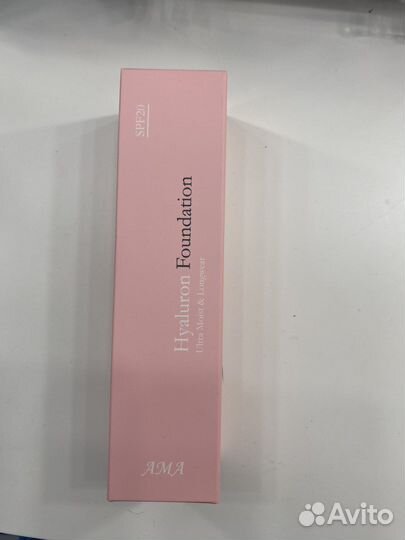 SPF20
Hyaluron Foundation
Ultra Moist & Longwear
AMA
Avito